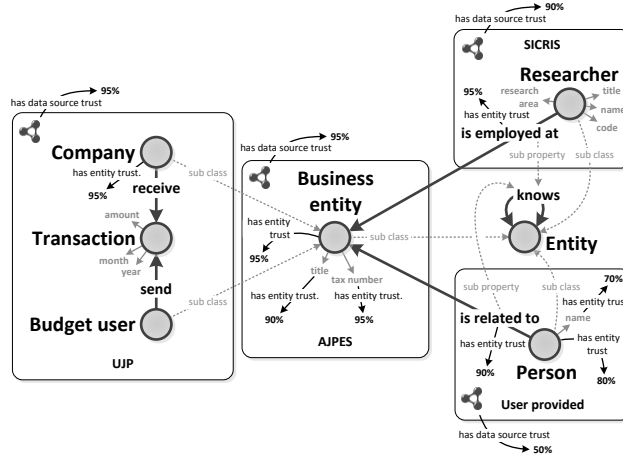 95%
has data source trust
Company
has entity trust.
95%
receive
sub class
amount
Transaction
month
year
send
sub class
Budget user
UJP
95%
has data source trust
Business
entity
has entity
trust
95%
sub class
title
tax number
has entity trust.
has entity trust.
90%
95%
AJPES
90%
has data source trust
SICRIS
Researcher
95%
research
area
title
name
code
has entity trust
is employed at
sub property
sub class
knows
Entity
70%
sub property
sub class
has entity trust
is related to
name
has entity trust
has entity
trust
90%
Person
80%
User provided
has data source trust
50%